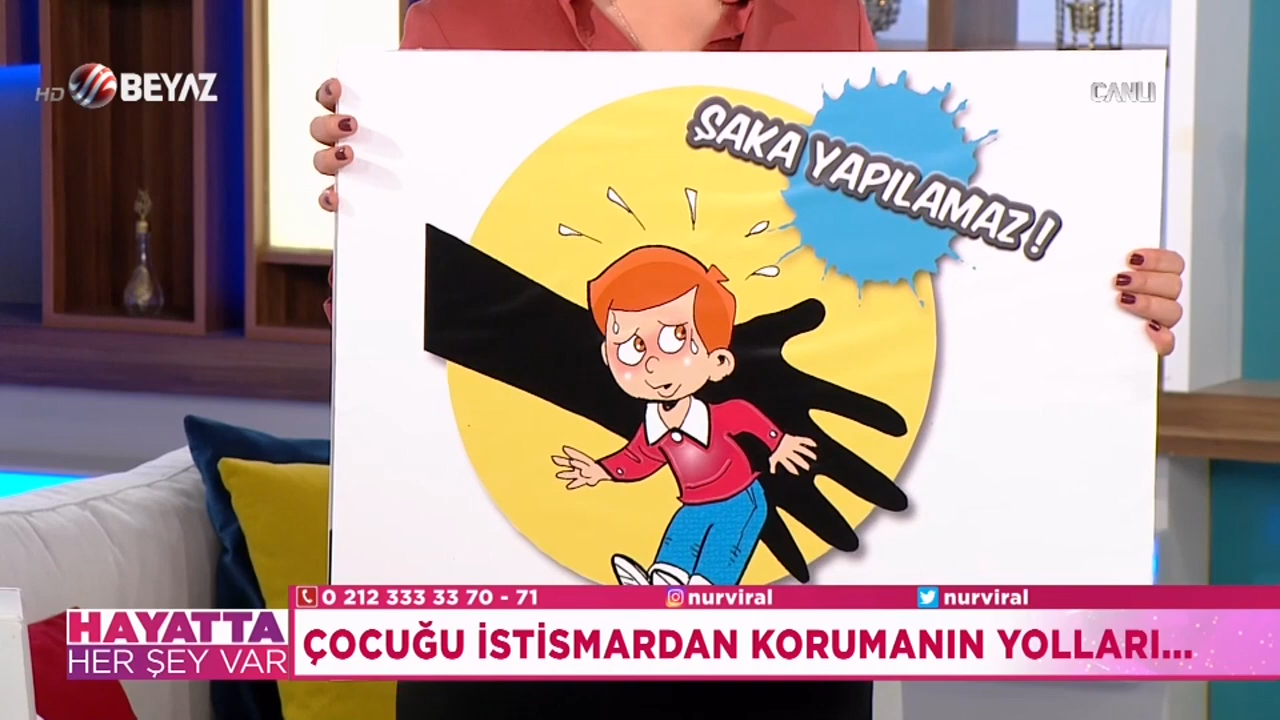 HD BEYAZ
CANLI
ŞAKA YAPILAMAZ !
0 212 333 33 70 - 71
nurviral
nurviral
HAYATTA
HER ŞEY VAR
ÇOCUĞU İSTİSMARDAN KORUMANIN YOLLARI...